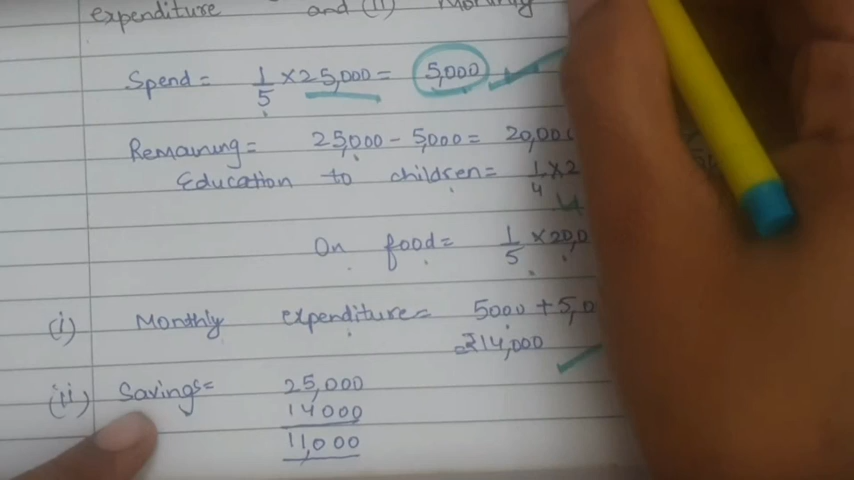 expenditure and (ii) Monthly
Spend = 1/5 × 25,000 = 5,000
Remaining = 25,000 - 5,000 = 20,000
Education to children = 1/4 × 2
On food = 1/5 × 20,0
(i) Monthly expenditure = 5000 + 5,0
= ₹14,000
(ii) Savings = 25,000
14000
11,000